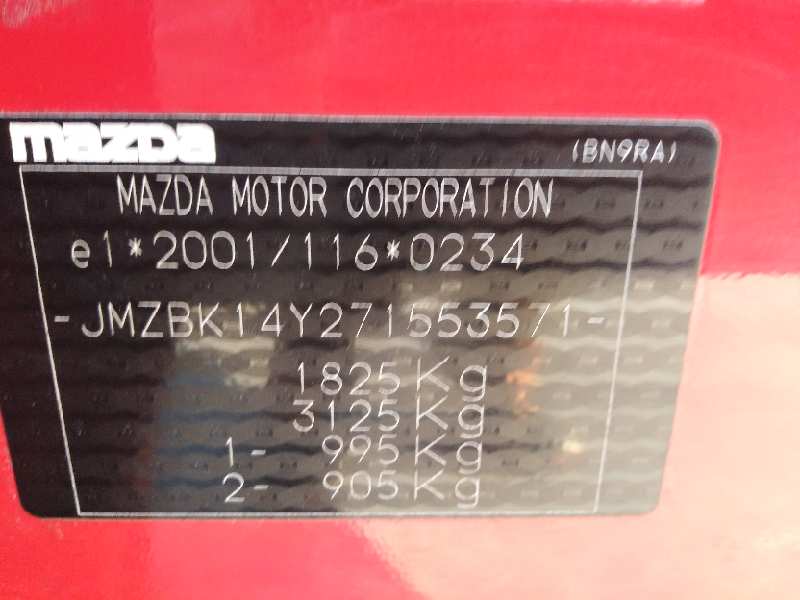 mazda
(BN9RA)
MAZDA MOTOR CORPORATION
e1*2001/116*0234
-JMZBK14Y271553571-
1825Kg
3125Kg
1- 995Kg
2- 905Kg